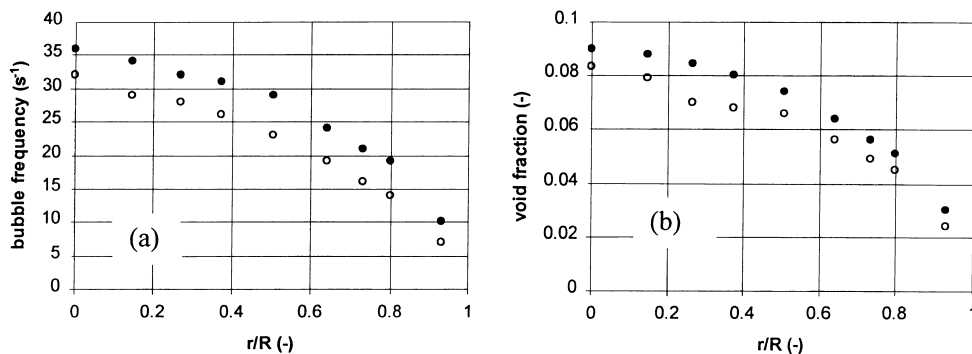 40
35
30
25
20
15
10
5
0
bubble frequency (s⁻¹)
(a)
0 0.2 0.4 0.6 0.8 1
r/R (-)
0.1
0.08
0.06
0.04
0.02
0
void fraction (-)
(b)
0 0.2 0.4 0.6 0.8 1
r/R (-)